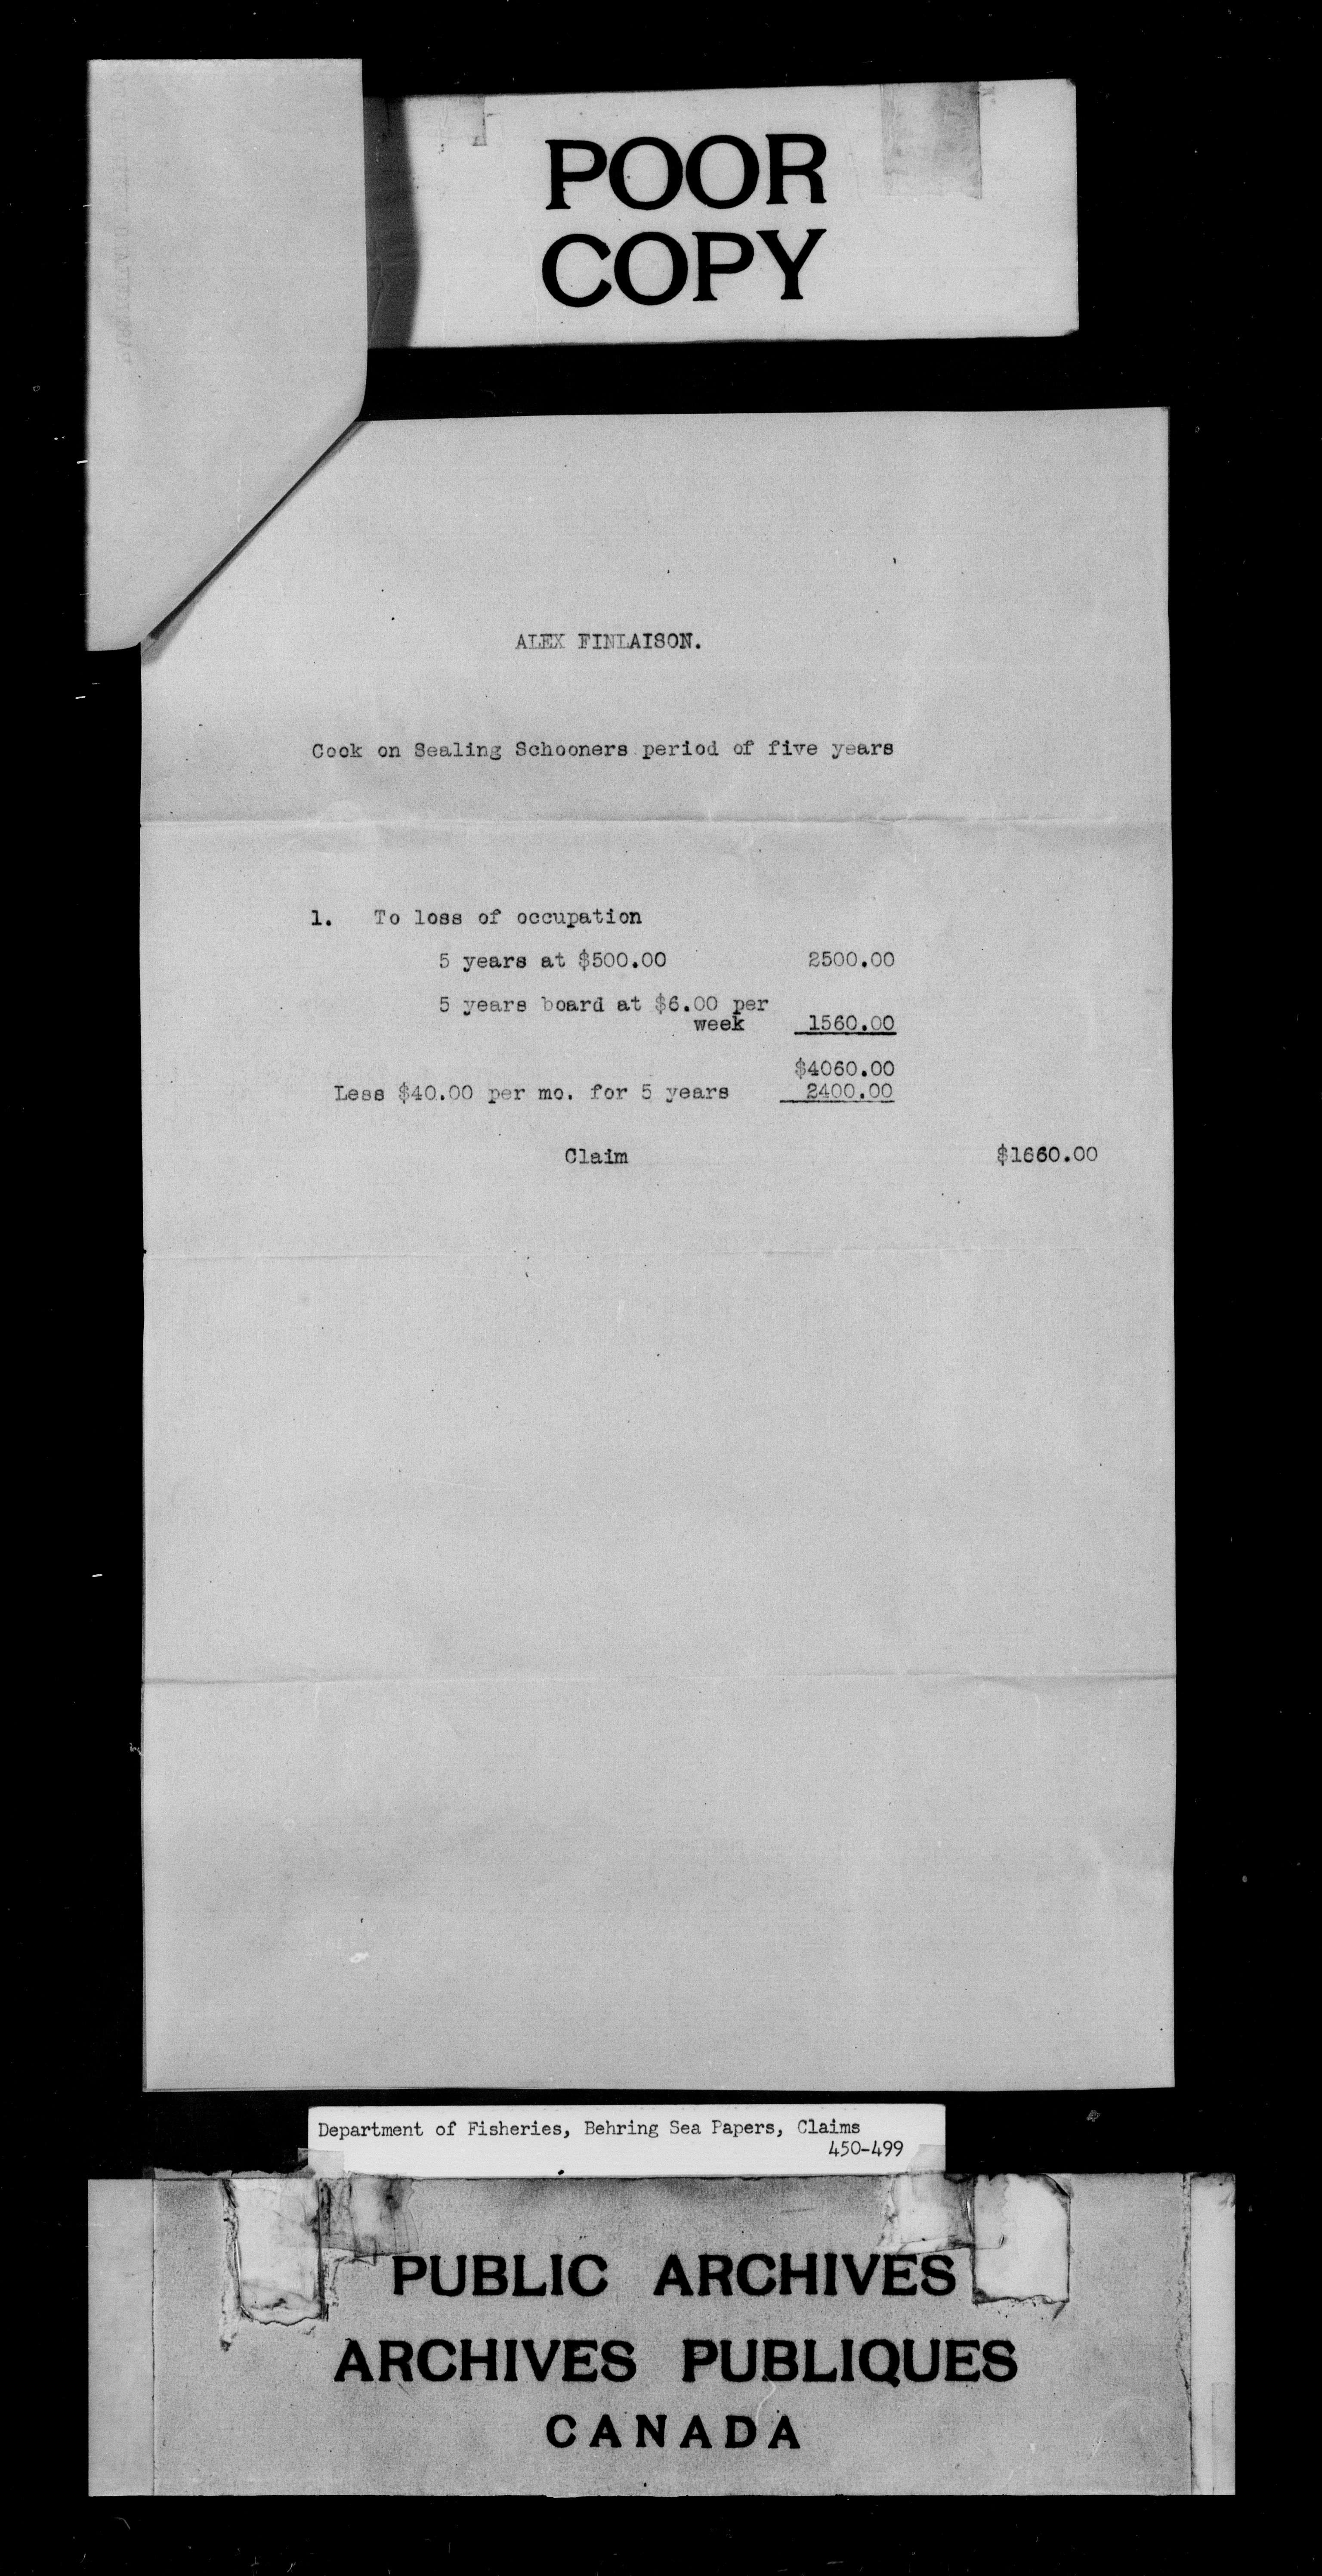 POOR
COPY
ALEX FINLAISON.
Cook on Sealing Schooners period of five years
1. To loss of occupation
5 years at $500.00 2500.00
5 years board at $6.00 per
week 1560.00
$4060.00
Less $40.00 per mo. for 5 years 2400.00
Claim $1660.00
Department of Fisheries, Behring Sea Papers, Claims
450-499
PUBLIC ARCHIVES
ARCHIVES PUBLIQUES
CANADA